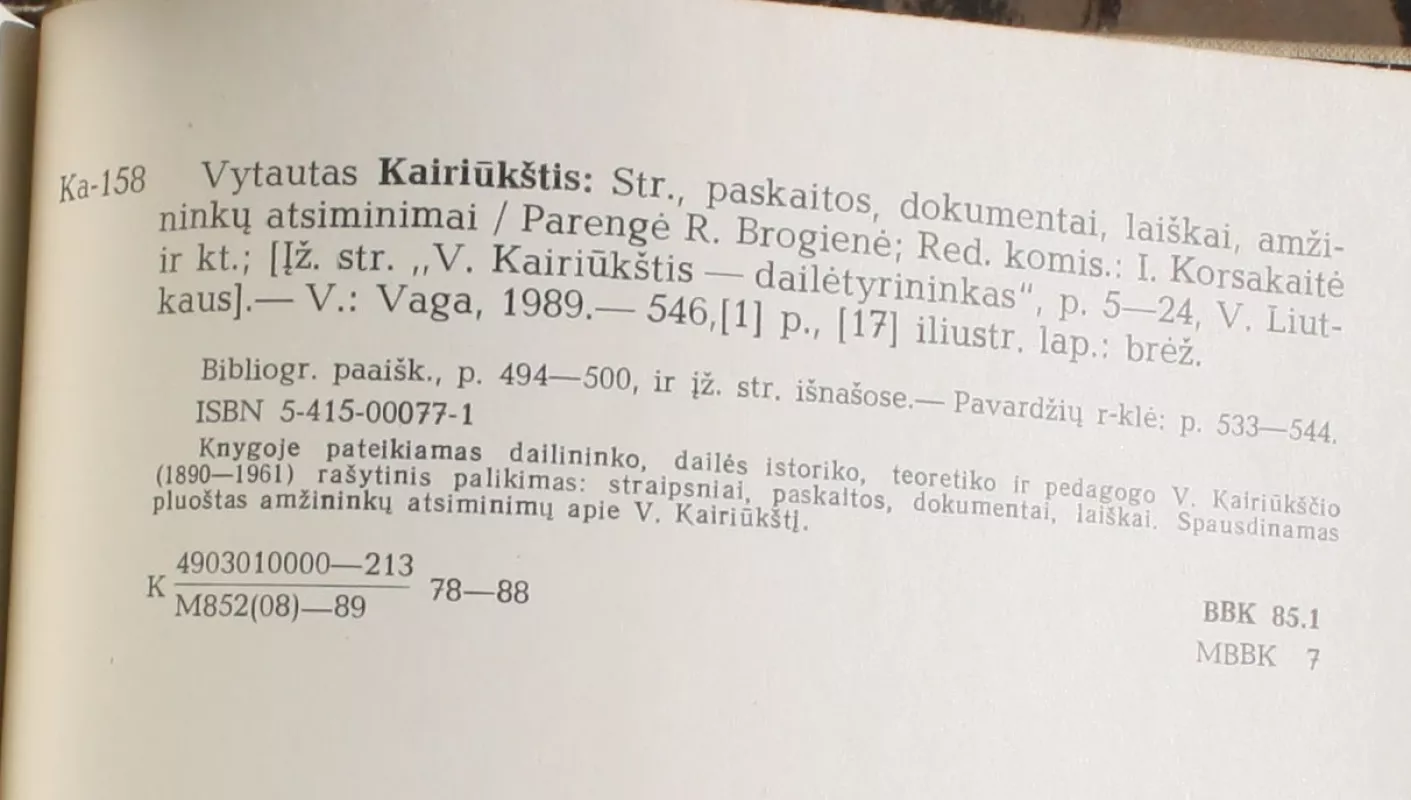 Ka-158 Vytautas Kairiūkštis: Str., paskaitos, dokumentai, laiškai, amži-
ninkų atsiminimai / Parengė R. Brogienė; Red. komis.: I. Korsakaitė
ir kt.; [Įž. str. „V. Kairiūkštis — dailėtyrininkas“, p. 5—24, V. Liut-
kaus].— V.: Vaga, 1989.— 546,[1] p., [17] iliustr. lap.: brėž.
Bibliogr. paaišk., p. 494—500, ir įž. str. išnašose.— Pavardžių r-klė: p. 533—544.
ISBN 5-415-00077-1
Knygoje pateikiamas dailininko, dailės istoriko, teoretiko ir pedagogo V. Kairiūkščio
(1890—1961) rašytinis palikimas: straipsniai, paskaitos, dokumentai, laiškai. Spausdinamas
pluoštas amžininkų atsiminimų apie V. Kairiūkštį.
4903010000—213
K 78—88
M852(08)—89
BBK 85.1
MBBK 7